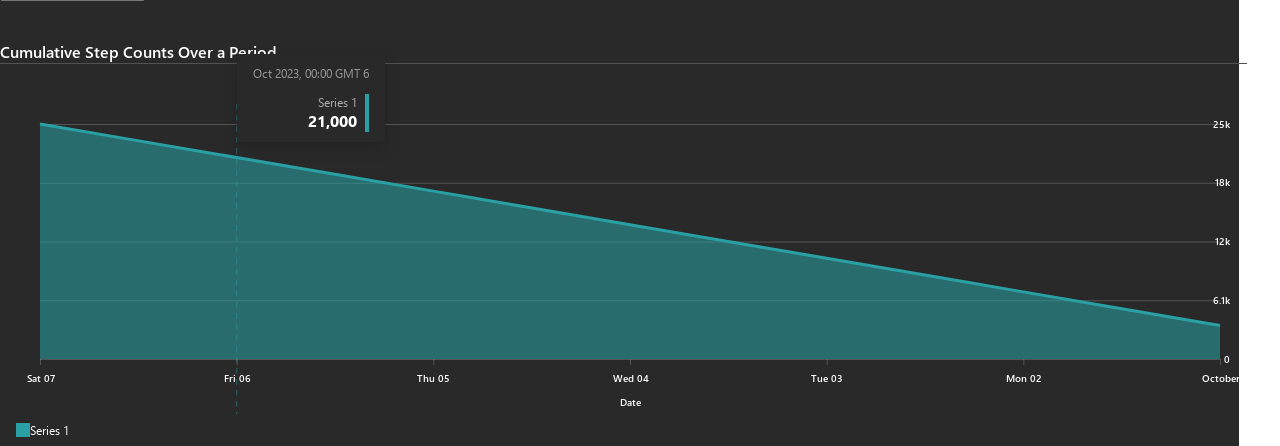 Cumulative Step Counts Over a Period
Oct 2023, 00:00 GMT 6
Series 1
21,000
25k
18k
12k
6.1k
0
Sat 07
Fri 06
Thu 05
Wed 04
Tue 03
Mon 02
October
Date
Series 1